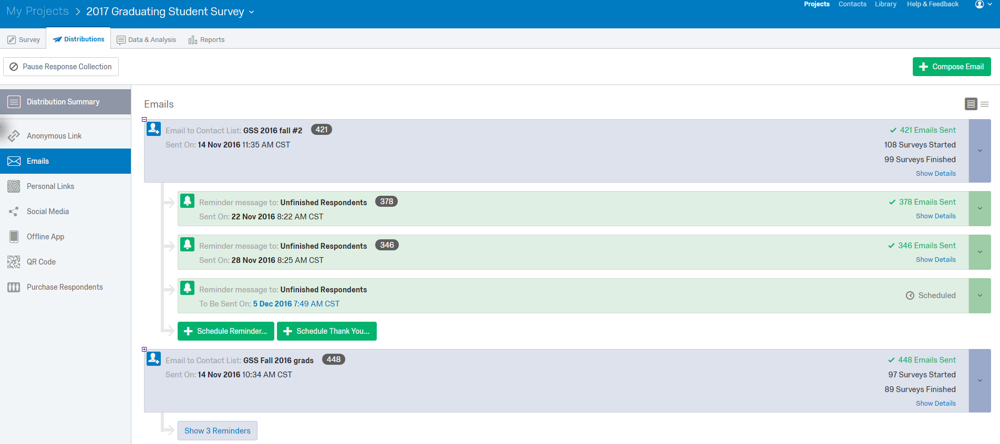 My Projects > 2017 Graduating Student Survey
Projects Contacts Library Help & Feedback
Survey Distributions Data & Analysis Reports
Pause Response Collection
Compose Email
Distribution Summary
Anonymous Link
Emails
Personal Links
Social Media
Offline App
QR Code
Purchase Respondents
Emails
Email to Contact List: GSS 2016 fall #2 421
Sent On: 14 Nov 2016 11:35 AM CST
421 Emails Sent
108 Surveys Started
99 Surveys Finished
Show Details
Reminder message to: Unfinished Respondents 378
Sent On: 22 Nov 2016 8:22 AM CST
378 Emails Sent
Show Details
Reminder message to: Unfinished Respondents 346
Sent On: 28 Nov 2016 8:25 AM CST
346 Emails Sent
Show Details
Reminder message to: Unfinished Respondents
To Be Sent On: 5 Dec 2016 7:49 AM CST
Scheduled
Schedule Reminder... Schedule Thank You...
Email to Contact List: GSS Fall 2016 grads 448
Sent On: 14 Nov 2016 10:34 AM CST
448 Emails Sent
97 Surveys Started
89 Surveys Finished
Show Details
Show 3 Reminders